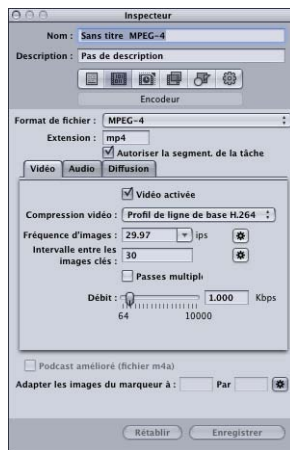 Inspecteur
Nom : Sans titre MPEG-4
Description : Pas de description
Encodeur
Format de fichier : MPEG-4
Extension : mp4
Autoriser la segment. de la tâche
Vidéo Audio Diffusion
Vidéo activée
Compression vidéo : Profil de ligne de base H.264
Fréquence d'images : 29.97 ips
Intervalle entre les
images clés : 30
Passes multipl
Débit : 1.000 Kbps
64 10000
Podcast amélioré (fichier m4a)
Adapter les images du marqueur à : Par
Rétablir Enregistrer